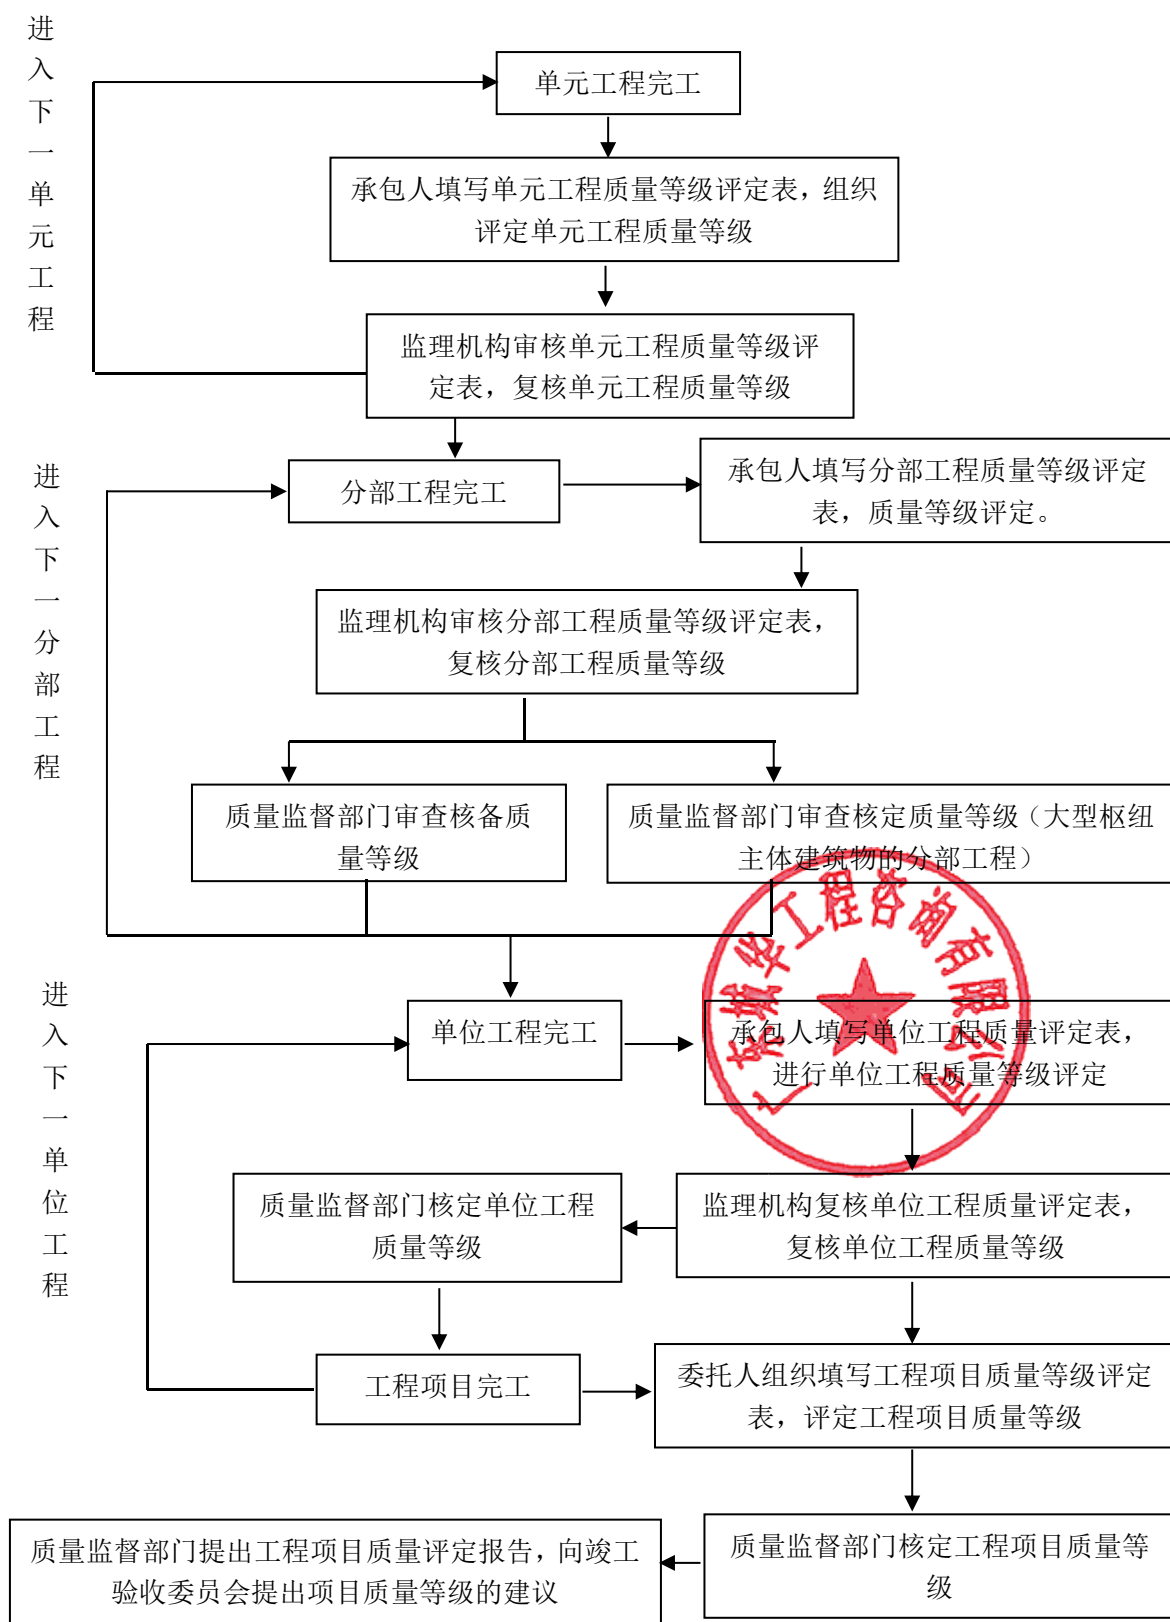 进入下一单元工程
单元工程完工
承包人填写单元工程质量等级评定表，组织
评定单元工程质量等级
监理机构审核单元工程质量等级评
定表，复核单元工程质量等级
进入下一分部工程
分部工程完工
承包人填写分部工程质量等级评定
表，质量等级评定。
监理机构审核分部工程质量等级评定表，
复核分部工程质量等级
质量监督部门审查核备质
量等级
质量监督部门审查核定质量等级（大型枢纽
主体建筑物的分部工程）
进入下一单位工程
单位工程完工
承包人填写单位工程质量评定表，
进行单位工程质量等级评定
质量监督部门核定单位工程
质量等级
监理机构复核单位工程质量评定表，
复核单位工程质量等级
工程项目完工
委托人组织填写工程项目质量等级评定
表，评定工程项目质量等级
质量监督部门提出工程项目质量评定报告，向竣工
验收委员会提出项目质量等级的建议
质量监督部门核定工程项目质量等
级
广东城华工程咨询有限公司